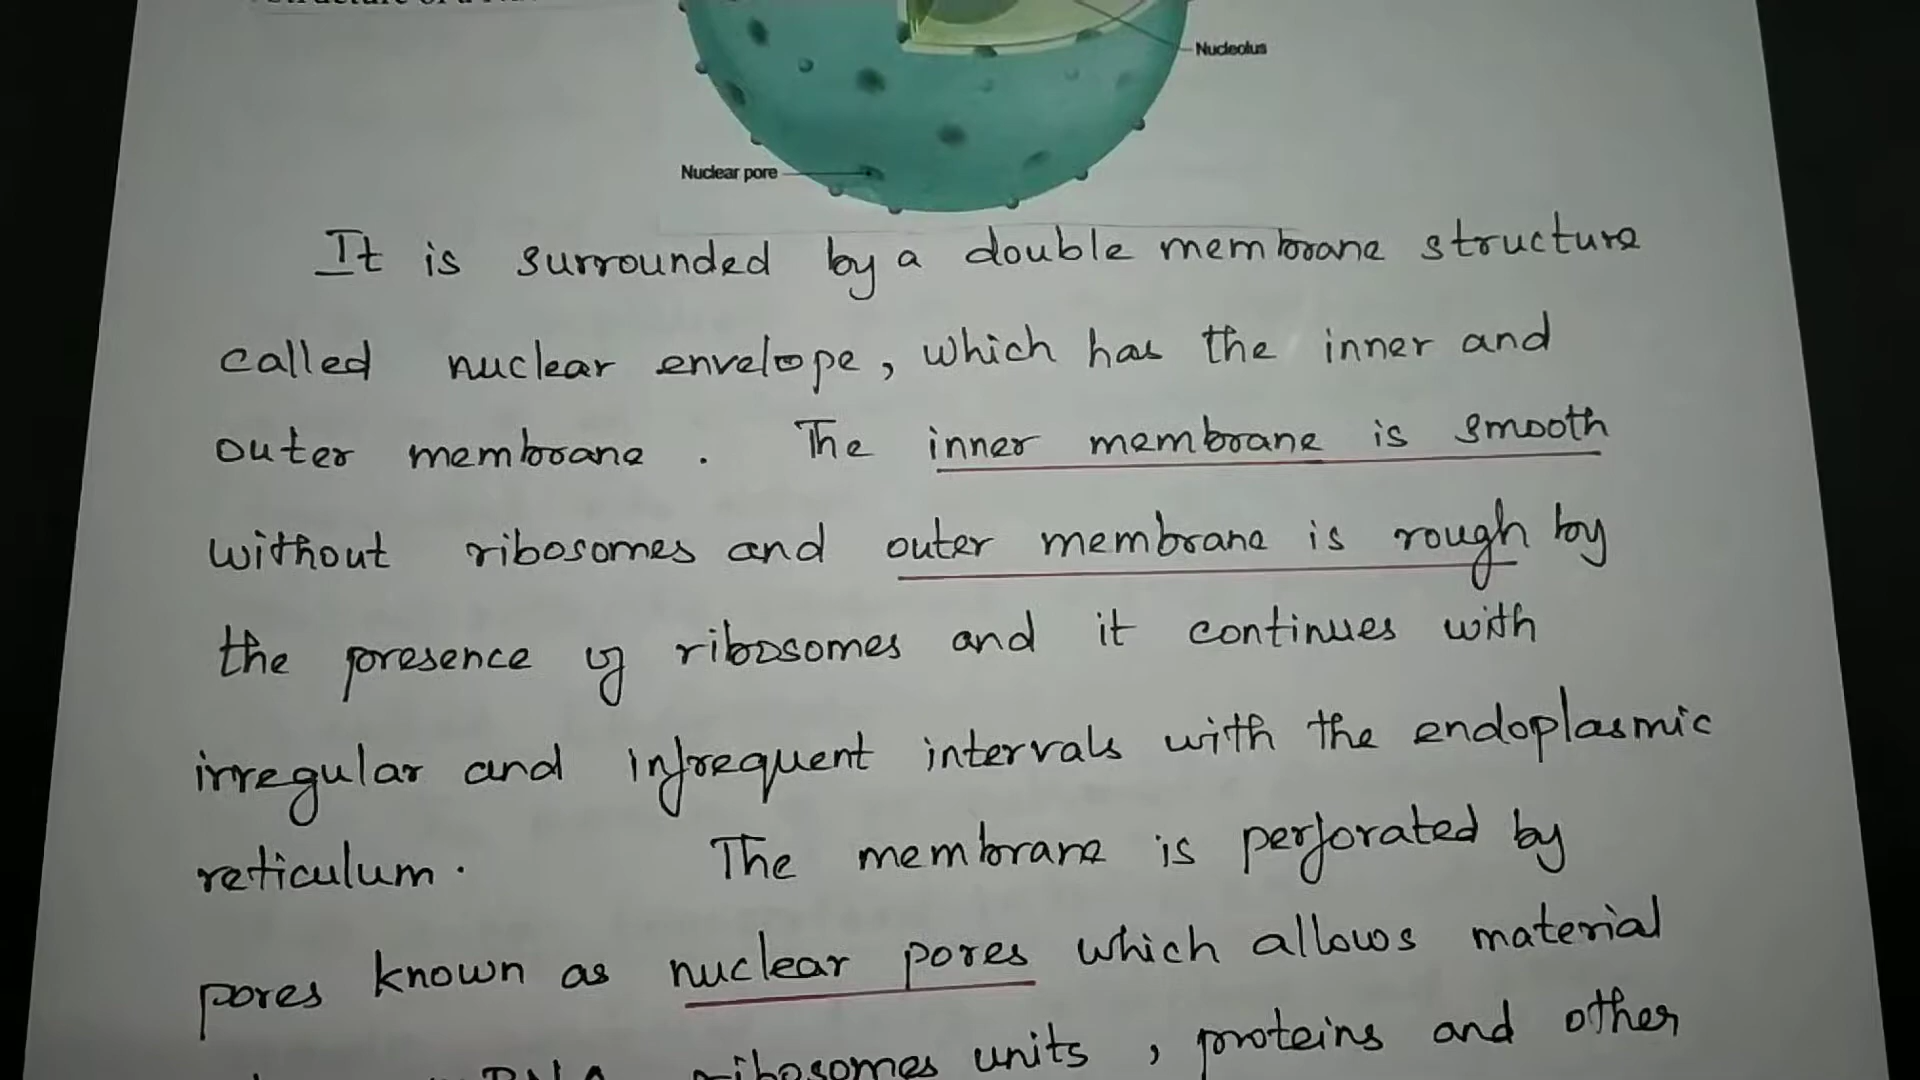 Nucleolus
Nuclear pore
It is surrounded by a double membrane structure
called nuclear envelope, which has the inner and
outer membrane. The inner membrane is smooth
without ribosomes and outer membrane is rough by
the presence of ribosomes and it continues with
irregular and infrequent intervals with the endoplasmic
reticulum. The membrane is perforated by
pores known as nuclear pores which allows material
ribosomes units, proteins and other